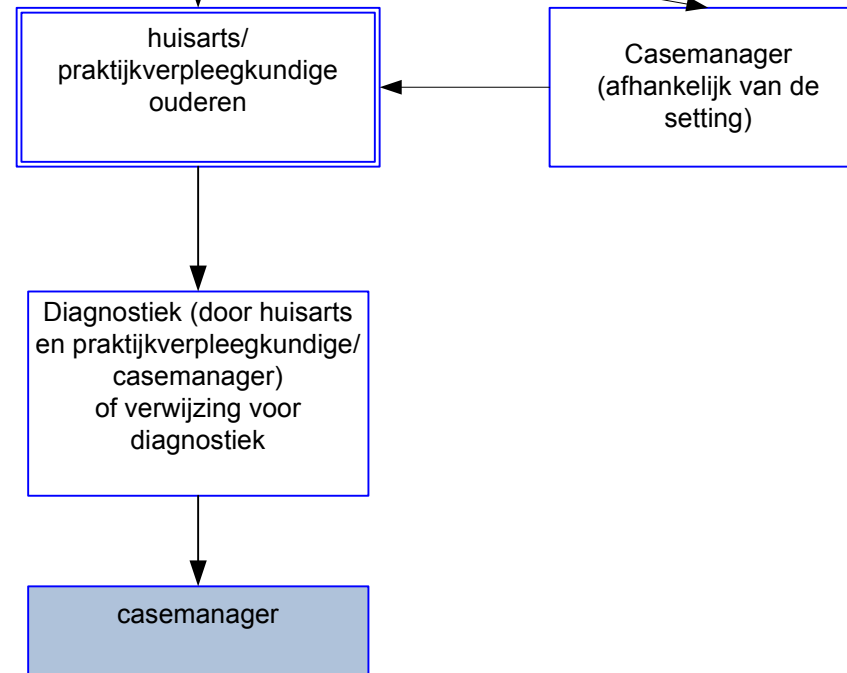 huisarts/
praktijkverpleegkundige
ouderen
Casemanager
(afhankelijk van de
setting)
Diagnostiek (door huisarts
en praktijkverpleegkundige/
casemanager)
of verwijzing voor
diagnostiek
casemanager